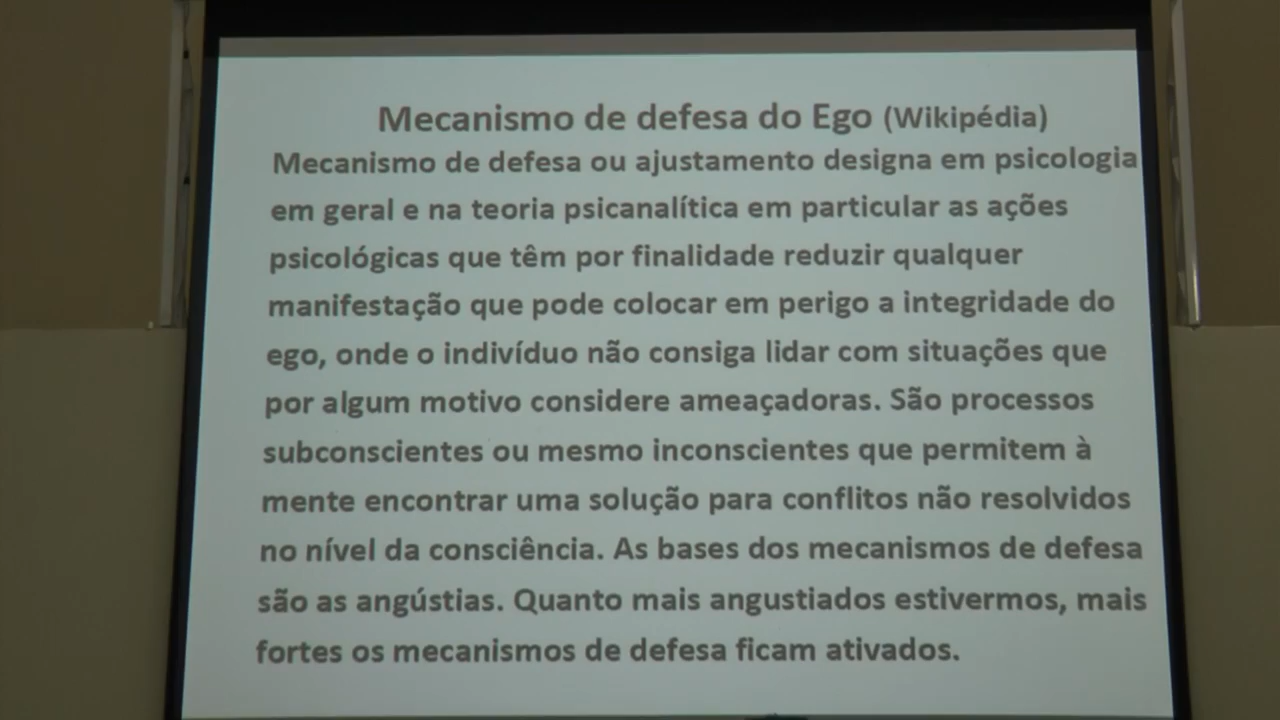 Mecanismo de defesa do Ego (Wikipédia)
Mecanismo de defesa ou ajustamento designa em psicologia
em geral e na teoria psicanalítica em particular as ações
psicológicas que têm por finalidade reduzir qualquer
manifestação que pode colocar em perigo a integridade do
ego, onde o indivíduo não consiga lidar com situações que
por algum motivo considere ameaçadoras. São processos
subconscientes ou mesmo inconscientes que permitem à
mente encontrar uma solução para conflitos não resolvidos
no nível da consciência. As bases dos mecanismos de defesa
são as angústias. Quanto mais angustiados estivermos, mais
fortes os mecanismos de defesa ficam ativados.